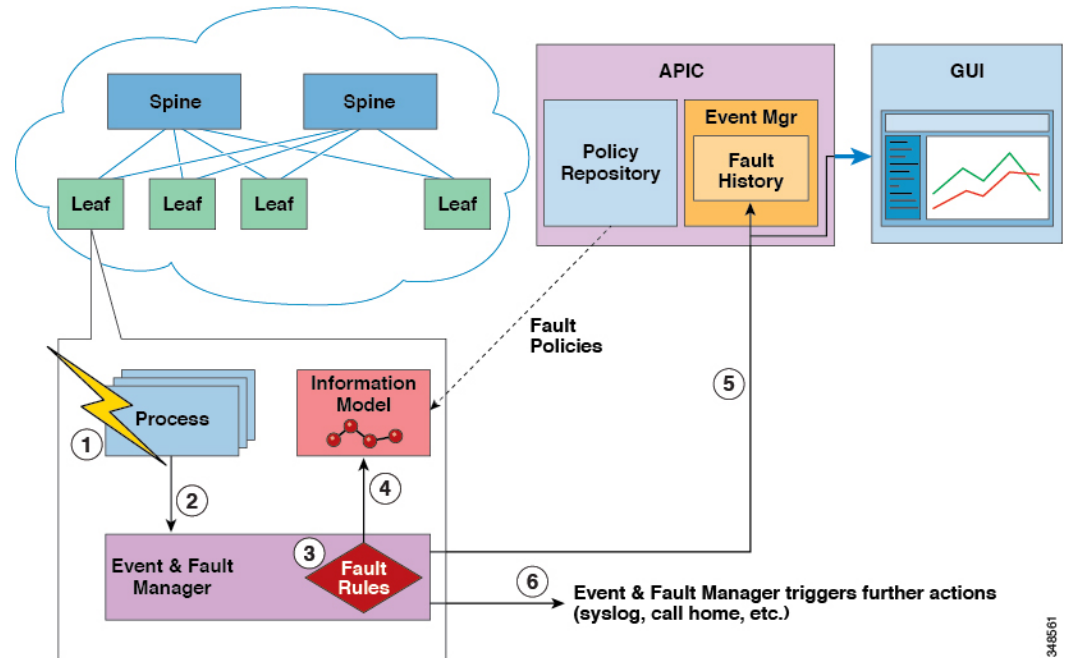 Spine
Spine
Leaf
Leaf
Leaf
Leaf
APIC
Policy
Repository
Event Mgr
Fault
History
GUI
Fault
Policies
1
Process
Information
Model
2
4
5
Event & Fault
Manager
3
Fault
Rules
6
Event & Fault Manager triggers further actions
(syslog, call home, etc.)
348561